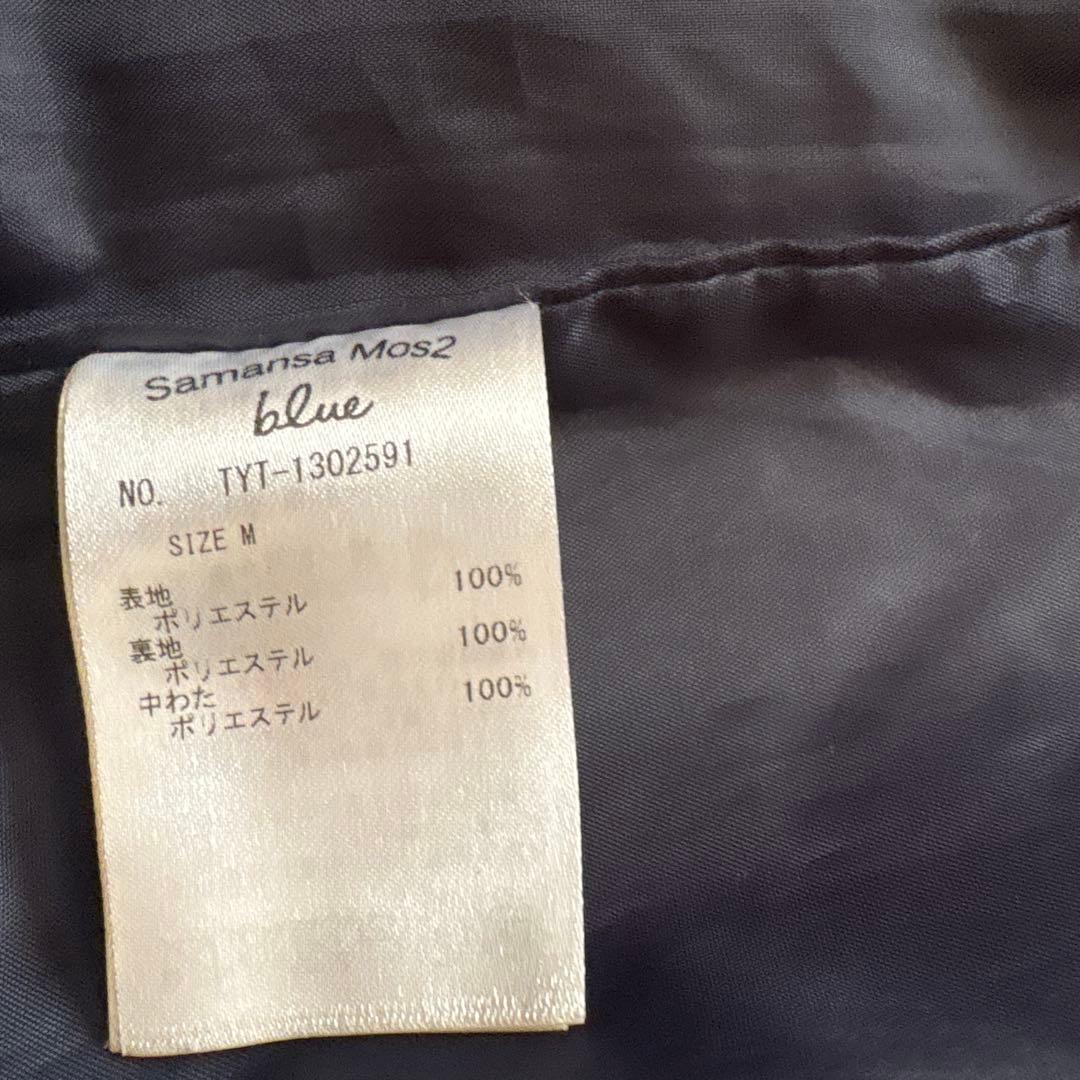 Samansa Mos2
blue
NO. TYT-1302591
SIZE M
表地
ポリエステル 100%
裏地
ポリエステル 100%
中わた
ポリエステル 100%